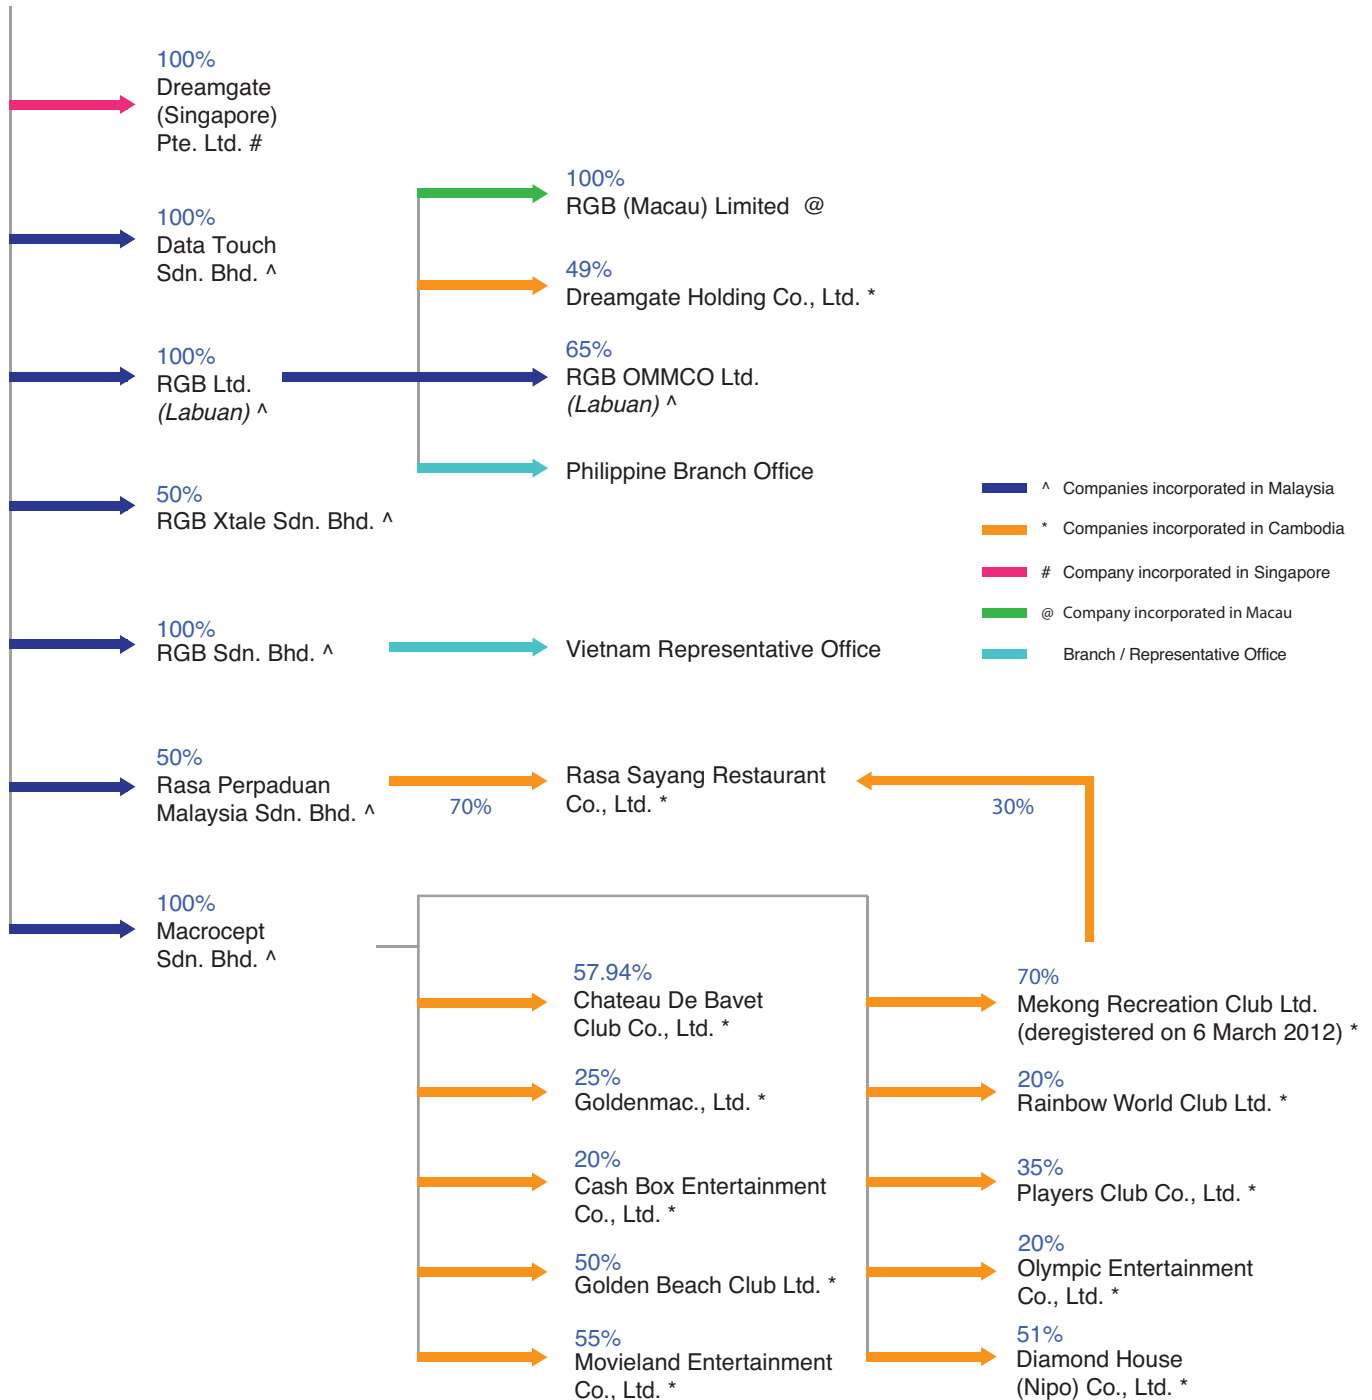 100%
Dreamgate
(Singapore)
Pte. Ltd. #
100%
Data Touch
Sdn. Bhd. ^
100%
RGB Ltd.
(Labuan) ^
50%
RGB Xtale Sdn. Bhd. ^
100%
RGB Sdn. Bhd. ^
50%
Rasa Perpaduan
Malaysia Sdn. Bhd. ^
100%
Macrocept
Sdn. Bhd. ^
100%
RGB (Macau) Limited @
49%
Dreamgate Holding Co., Ltd. *
65%
RGB OMMCO Ltd.
(Labuan) ^
Philippine Branch Office
Vietnam Representative Office
70%
Rasa Sayang Restaurant
Co., Ltd. *
30%
^ Companies incorporated in Malaysia
* Companies incorporated in Cambodia
# Company incorporated in Singapore
@ Company incorporated in Macau
Branch / Representative Office
57.94%
Chateau De Bavet
Club Co., Ltd. *
25%
Goldenmac., Ltd. *
20%
Cash Box Entertainment
Co., Ltd. *
50%
Golden Beach Club Ltd. *
55%
Movieland Entertainment
Co., Ltd. *
70%
Mekong Recreation Club Ltd.
(deregistered on 6 March 2012) *
20%
Rainbow World Club Ltd. *
35%
Players Club Co., Ltd. *
20%
Olympic Entertainment
Co., Ltd. *
51%
Diamond House
(Nipo) Co., Ltd. *